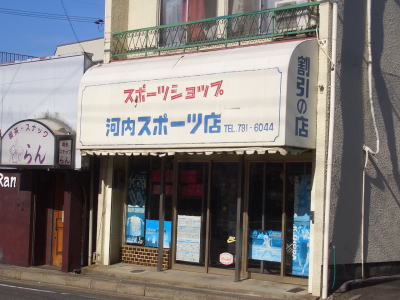 スポーツショップ
河内スポーツ店 TEL.791-6044
割引の店
喫茶・スナック
らん
Ran